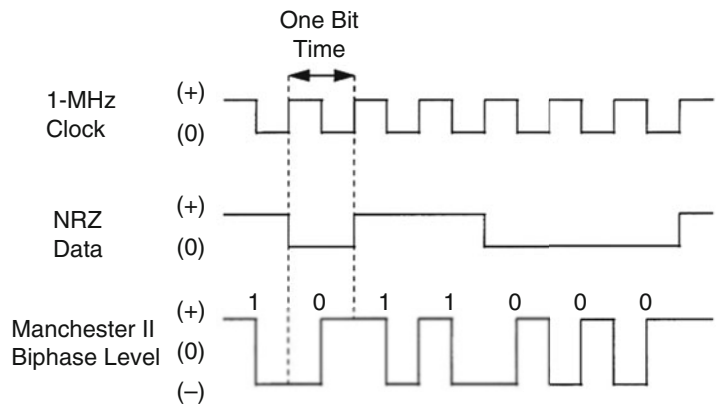 One Bit
Time
1-MHz
Clock
(+)
(0)
NRZ
Data
(+)
(0)
1 0 1 1 0 0 0
Manchester II
Biphase Level
(+)
(0)
(–)